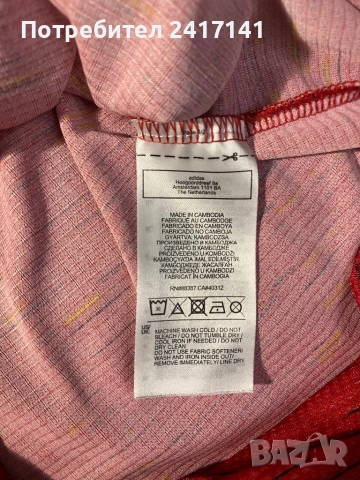 Потребител 2417141
adidas
Hoogoorddreef 9a
Amsterdam 1101 BA
The Netherlands
MADE IN CAMBODIA
FABRIQUÉ AU CAMBODGE
FABRICADO EN CAMBOYA
FABRICADO NO CAMBOJA
GYÁRTVA: KAMBODZSA
ПРОИЗВЕДЕНО В КАМБОДЖА
СДЕЛАНО В КАМБОДЖЕ
PROIZVEDENO U KAMBODŽI
KAMBOÇYA'DA İMAL EDİLMİŞTİR
КАМБОДЖАДА ЖАСАЛҒАН
PROIZVEDENO U KAMBODŽI
FABRICAT IN CAMBODGIA
RN#88387 CA#40312
US/
UK
MACHINE WASH COLD / DO NOT
BLEACH / DO NOT TUMBLE DRY/
COOL IRON IF NEEDED / DO NOT
DRY CLEAN
DO NOT USE FABRIC SOFTENER/
WASH AND IRON INSIDE OUT/
REMOVE IMMEDIATELY/ LINE DRY
BAZAR